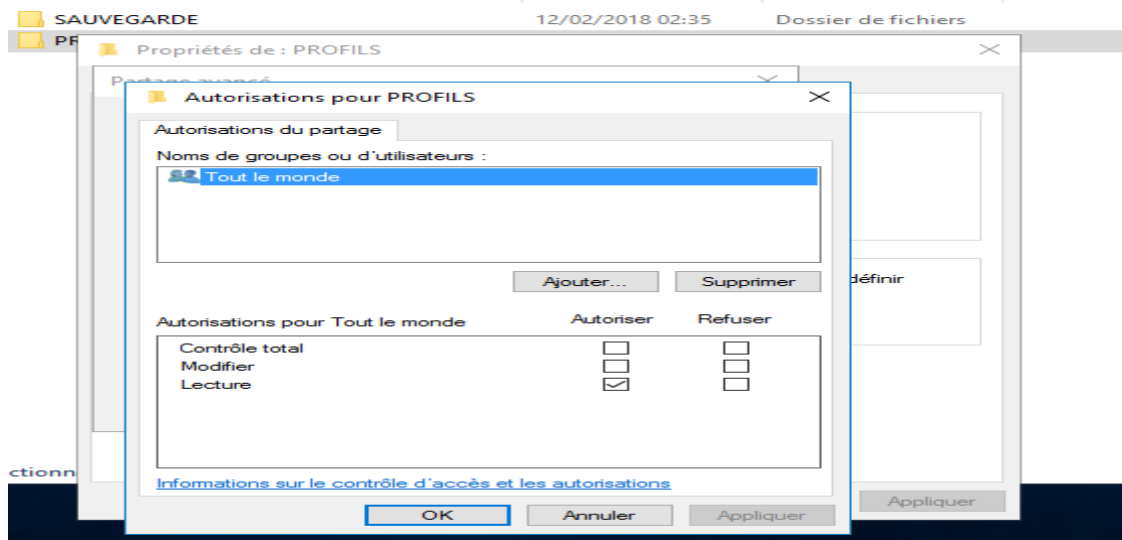 SAUVEGARDE 12/02/2018 02:35 Dossier de fichiers
Propriétés de : PROFILS
Partage avancé
Autorisations pour PROFILS
Autorisations du partage
Noms de groupes ou d'utilisateurs :
Tout le monde
Ajouter... Supprimer
définir
Autorisations pour Tout le monde Autoriser Refuser
Contrôle total
Modifier
Lecture
Informations sur le contrôle d'accès et les autorisations
OK Annuler Appliquer
Appliquer